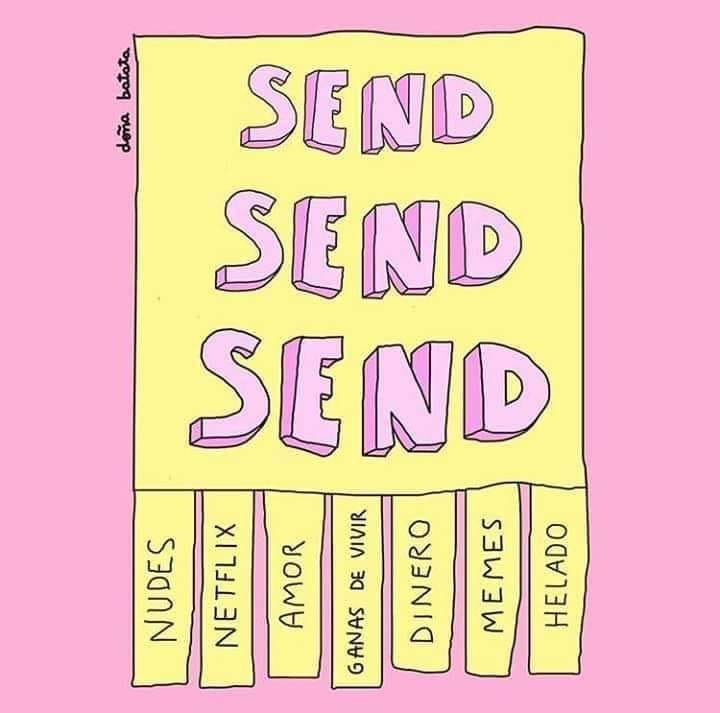 doña batata
SEND
SEND
SEND
NUDES
NETFLIX
AMOR
GANAS DE VIVIR
DINERO
MEMES
HELADO